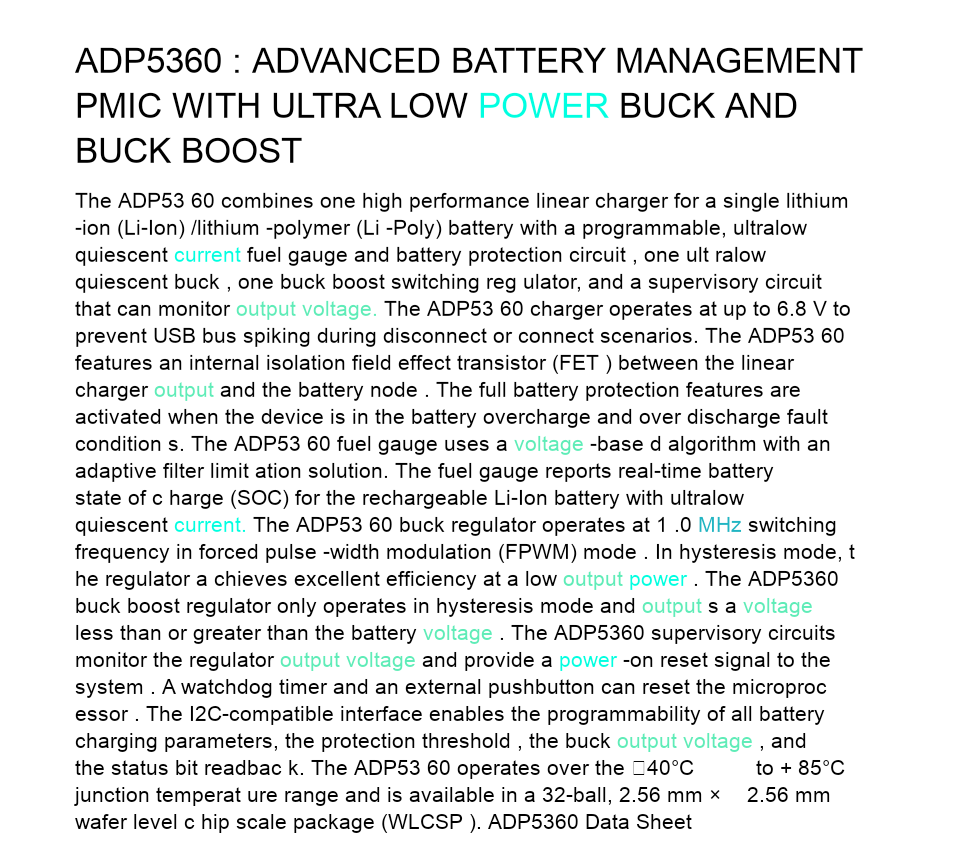 ADP5360 : ADVANCED BATTERY MANAGEMENT
PMIC WITH ULTRA LOW POWER BUCK AND
BUCK BOOST
The ADP53 60 combines one high performance linear charger for a single lithium
-ion (Li-Ion) /lithium -polymer (Li -Poly) battery with a programmable, ultralow
quiescent current fuel gauge and battery protection circuit , one ult ralow
quiescent buck , one buck boost switching reg ulator, and a supervisory circuit
that can monitor output voltage. The ADP53 60 charger operates at up to 6.8 V to
prevent USB bus spiking during disconnect or connect scenarios. The ADP53 60
features an internal isolation field effect transistor (FET ) between the linear
charger output and the battery node . The full battery protection features are
activated when the device is in the battery overcharge and over discharge fault
condition s. The ADP53 60 fuel gauge uses a voltage -base d algorithm with an
adaptive filter limit ation solution. The fuel gauge reports real-time battery
state of c harge (SOC) for the rechargeable Li-Ion battery with ultralow
quiescent current. The ADP53 60 buck regulator operates at 1 .0 MHz switching
frequency in forced pulse -width modulation (FPWM) mode . In hysteresis mode, t
he regulator a chieves excellent efficiency at a low output power . The ADP5360
buck boost regulator only operates in hysteresis mode and output s a voltage
less than or greater than the battery voltage . The ADP5360 supervisory circuits
monitor the regulator output voltage and provide a power -on reset signal to the
system . A watchdog timer and an external pushbutton can reset the microproc
essor . The I2C-compatible interface enables the programmability of all battery
charging parameters, the protection threshold , the buck output voltage , and
the status bit readbac k. The ADP53 60 operates over the □40°C to + 85°C
junction temperat ure range and is available in a 32-ball, 2.56 mm × 2.56 mm
wafer level c hip scale package (WLCSP ). ADP5360 Data Sheet